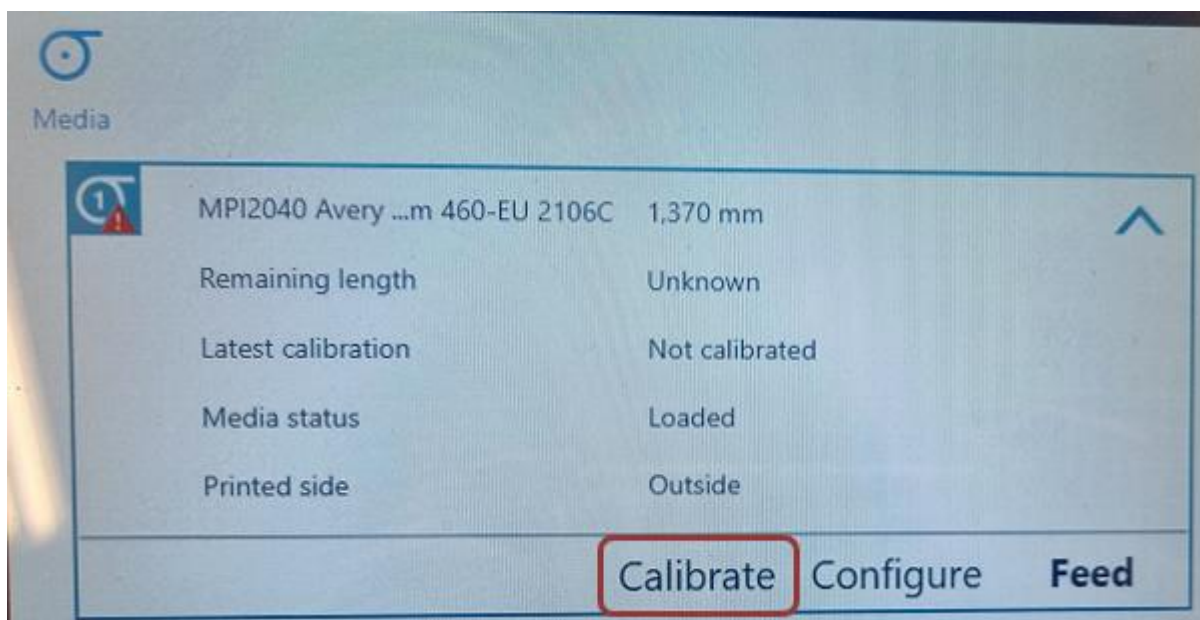 Media
1
MPI2040 Avery ...m 460-EU 2106C 1,370 mm
Remaining length Unknown
Latest calibration Not calibrated
Media status Loaded
Printed side Outside
Calibrate Configure Feed